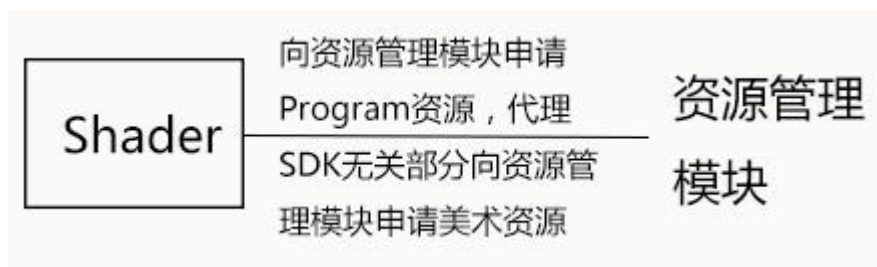 Shader
向资源管理模块申请
Program资源，代理
SDK无关部分向资源管
理模块申请美术资源
资源管理
模块